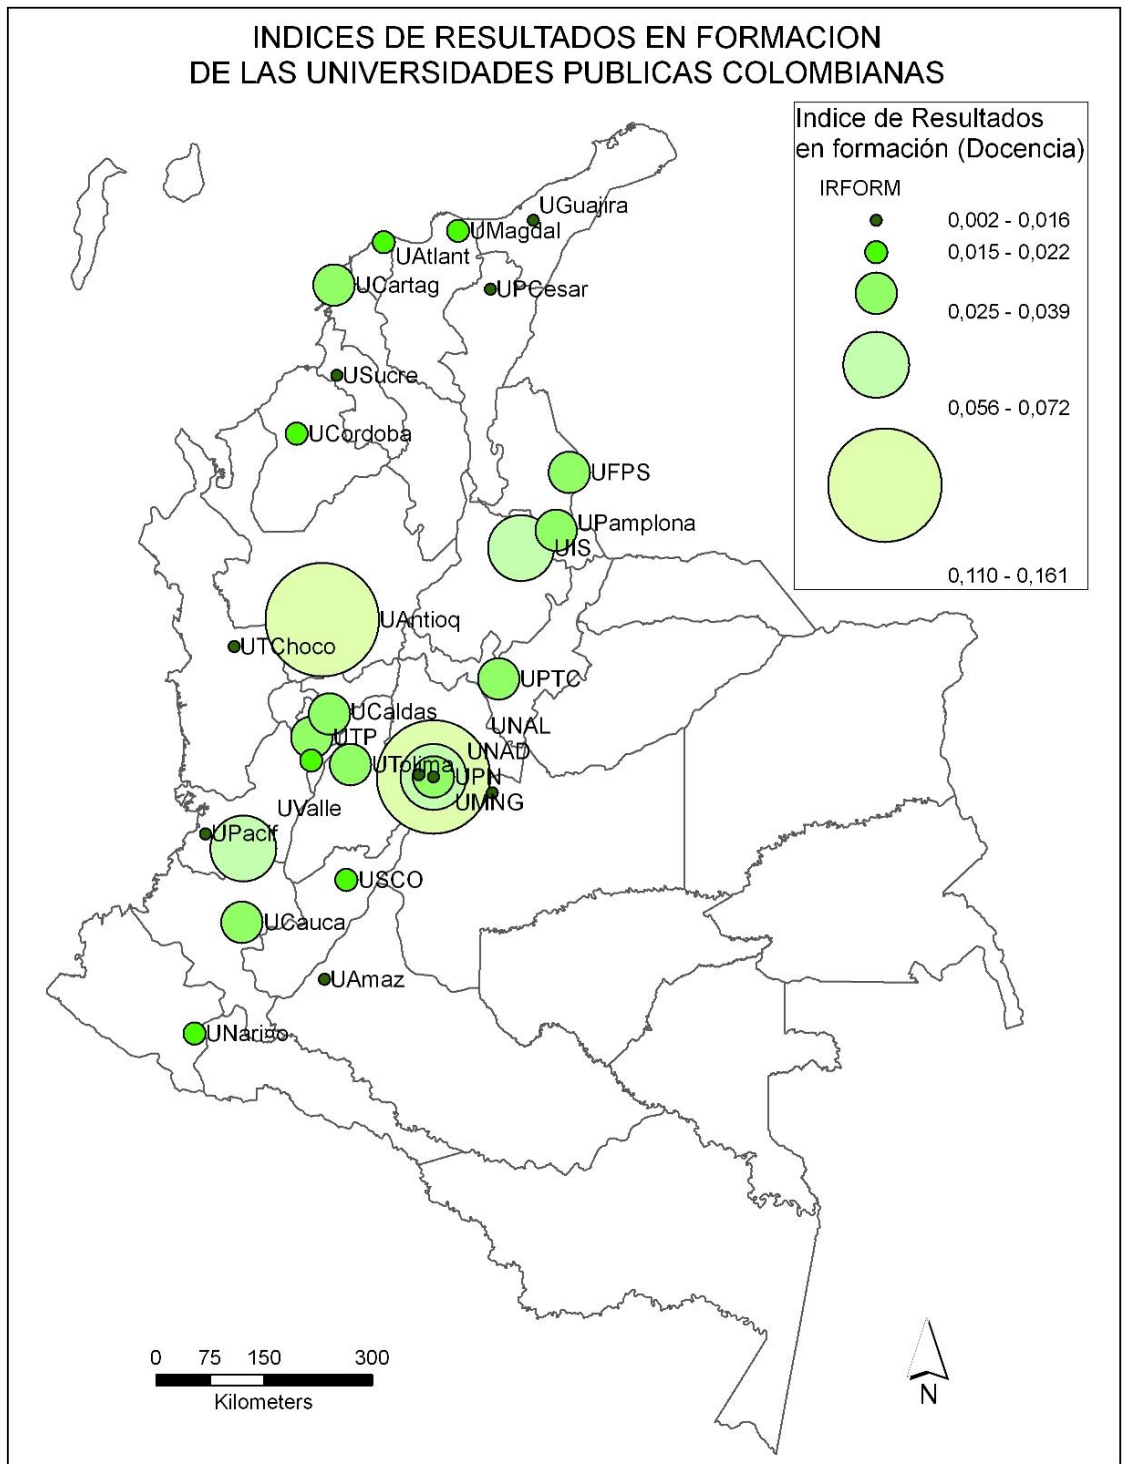 INDICES DE RESULTADOS EN FORMACION
DE LAS UNIVERSIDADES PUBLICAS COLOMBIANAS
Indice de Resultados
en formación (Docencia)
IRFORM
0,002 - 0,016
0,015 - 0,022
0,025 - 0,039
0,056 - 0,072
0,110 - 0,161
UGuajira
UMagdal
UAtlant
UCartag
UPCesar
USucre
UCordoba
UFPS
UPamplona
UIS
UAntioq
UTChoco
UPTC
UCaldas
UNAL
UTP
UNAD
UTolima
UPN
UMNG
UValle
UPacif
USCO
UCauca
UAmaz
UNarino
0 75 150 300
Kilometers
N